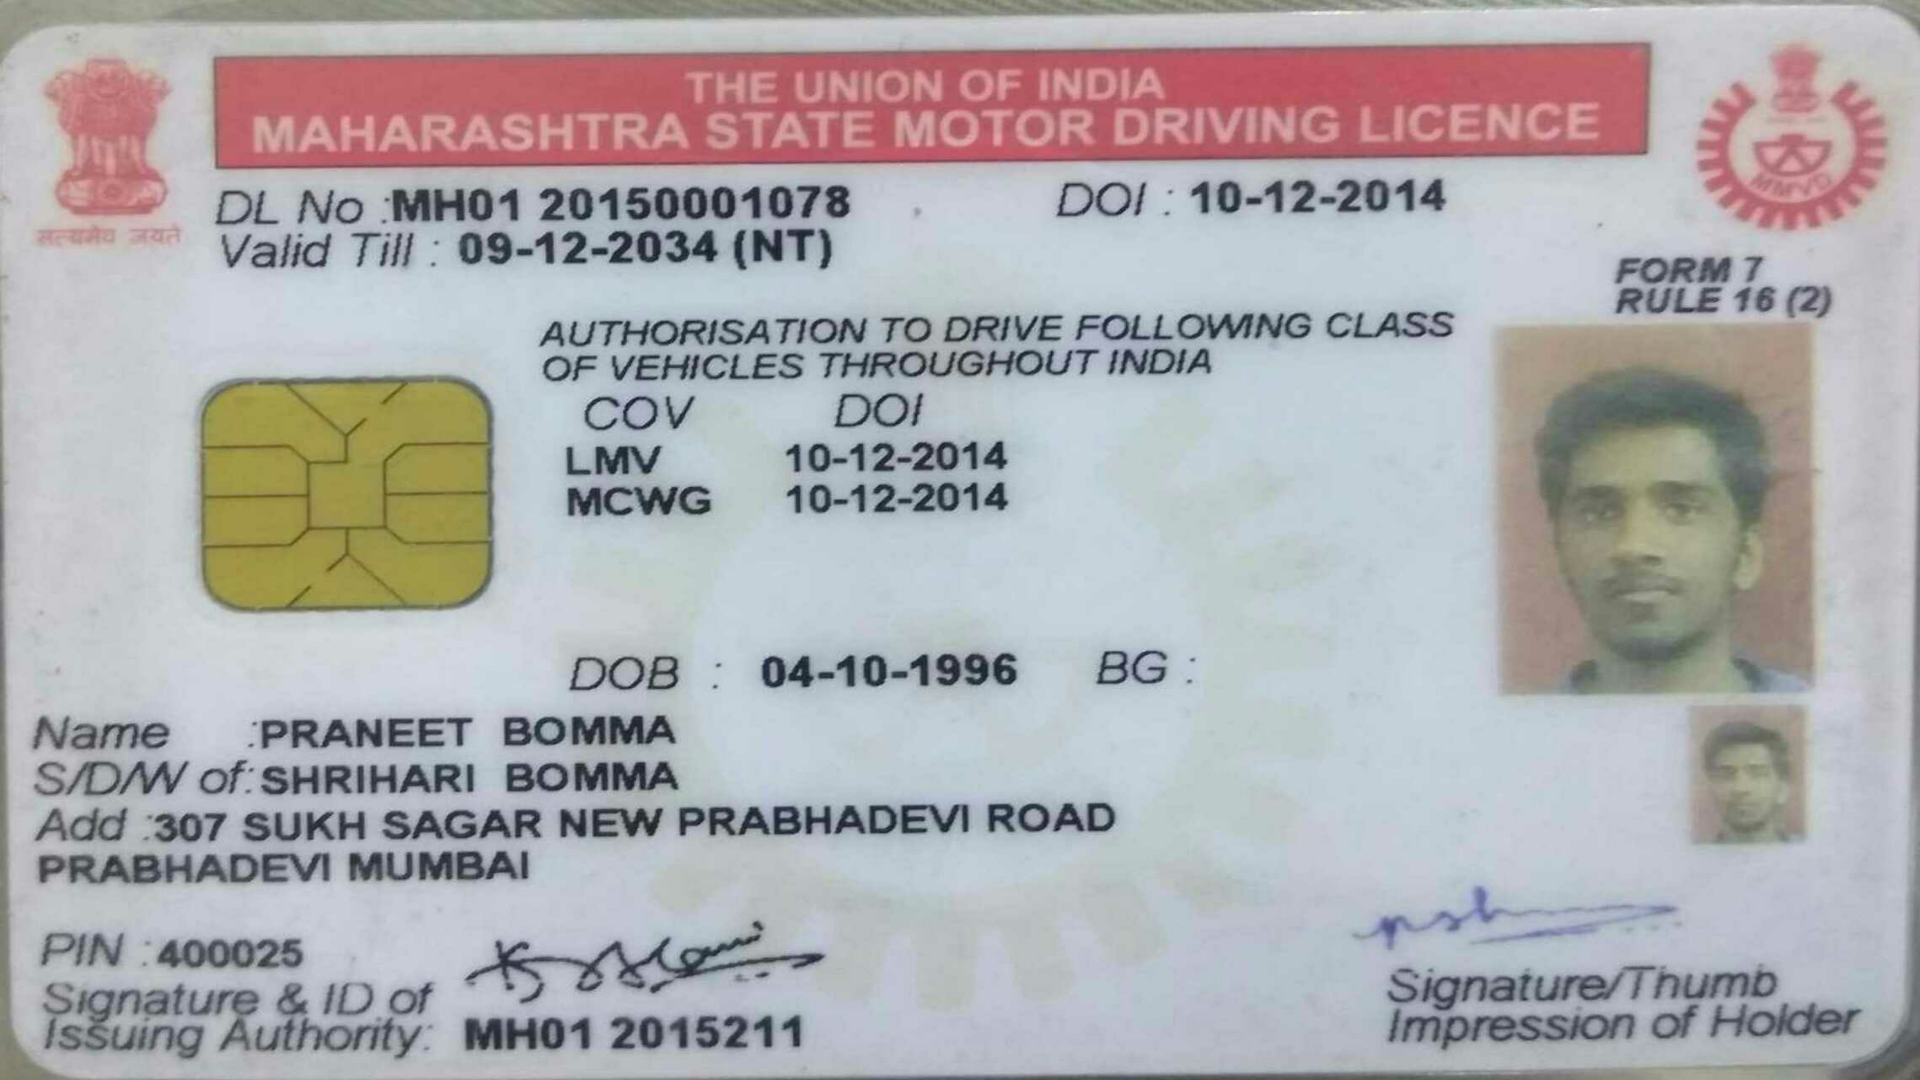 THE UNION OF INDIA
MAHARASHTRA STATE MOTOR DRIVING LICENCE
सत्यमेव जयते
MMVD
DL No :MH01 20150001078 DOI : 10-12-2014
Valid Till : 09-12-2034 (NT)
FORM 7
RULE 16 (2)
AUTHORISATION TO DRIVE FOLLOWING CLASS
OF VEHICLES THROUGHOUT INDIA
COV DOI
LMV 10-12-2014
MCWG 10-12-2014
DOB : 04-10-1996 BG :
Name :PRANEET BOMMA
S/D/W of:SHRIHARI BOMMA
Add :307 SUKH SAGAR NEW PRABHADEVI ROAD
PRABHADEVI MUMBAI
PIN :400025
Signature & ID of
Issuing Authority: MH01 2015211
Signature/Thumb
Impression of Holder